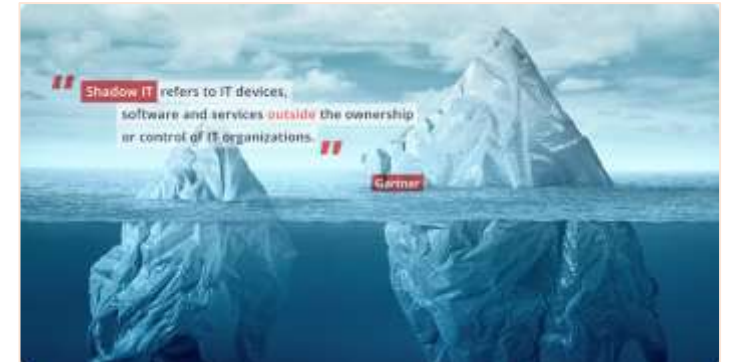 " Shadow IT refers to IT devices,
software and services outside the ownership
or control of IT organizations. "
Gartner